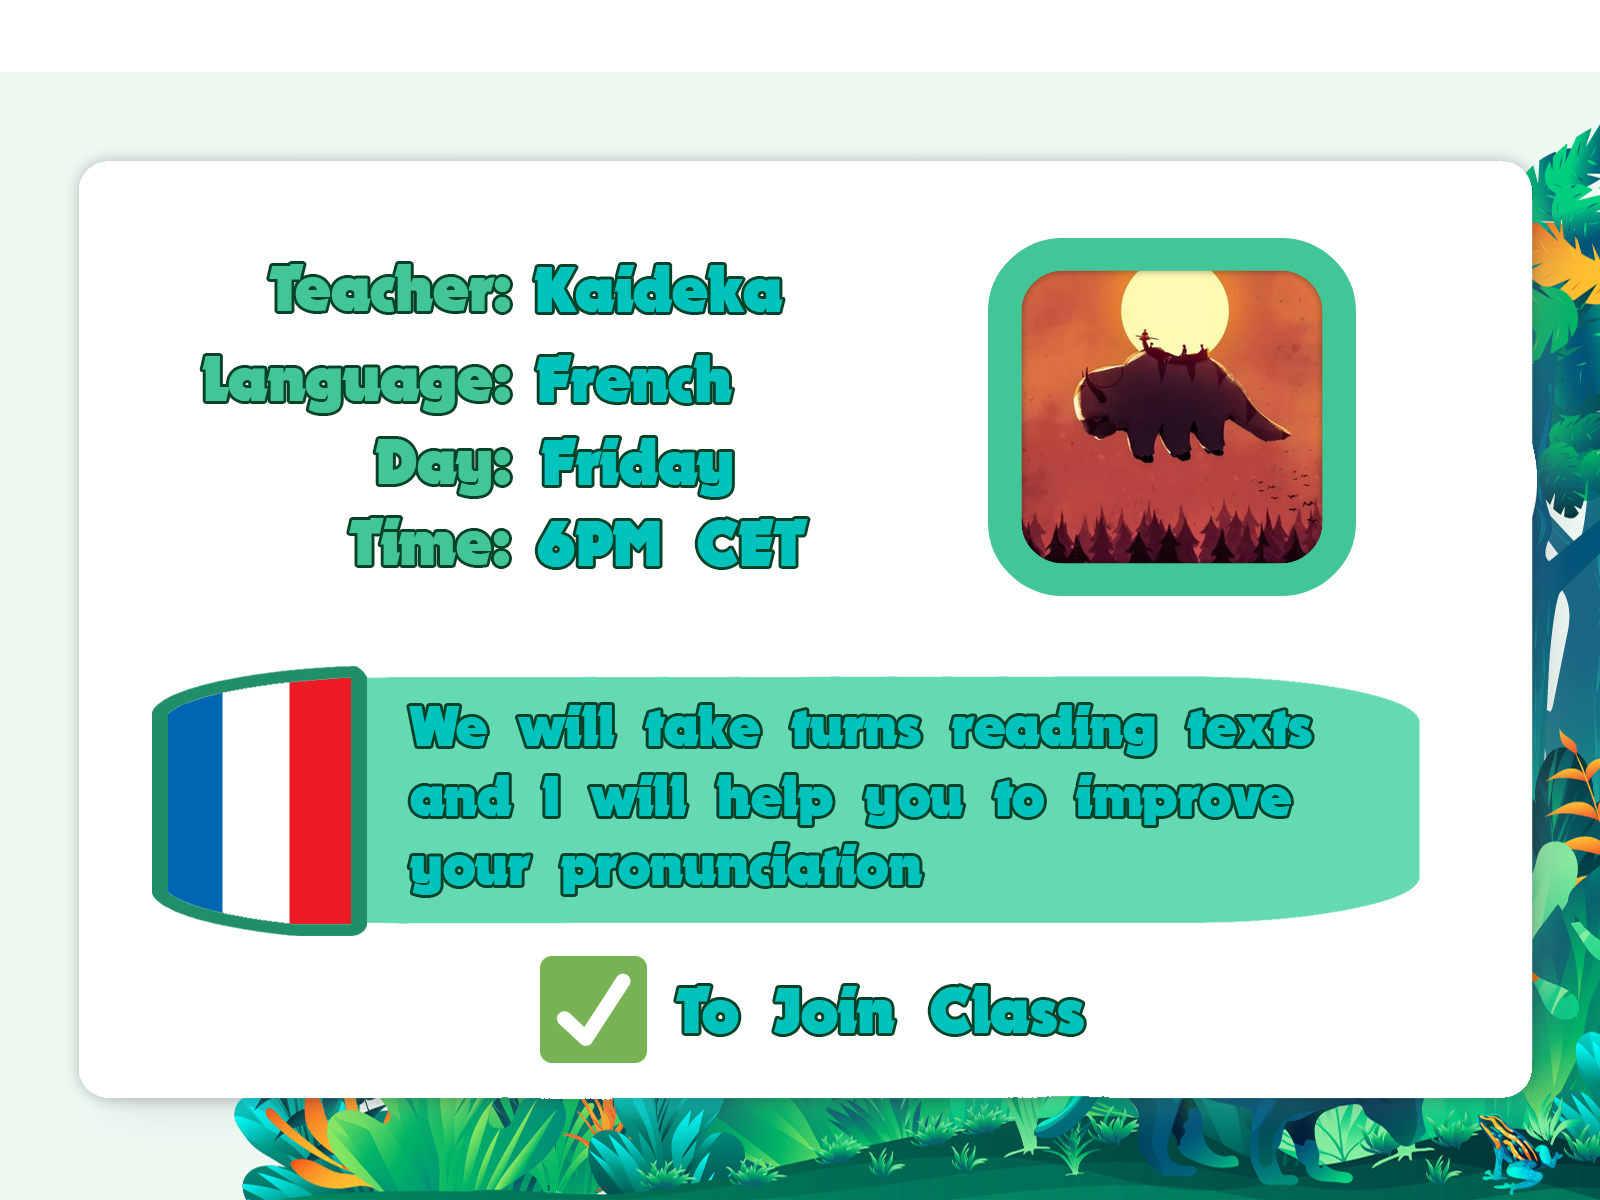 Teacher: Kaideka
Language: French
Day: Friday
Time: 6PM CET
We will take turns reading texts
and I will help you to improve
your pronunciation
To Join Class